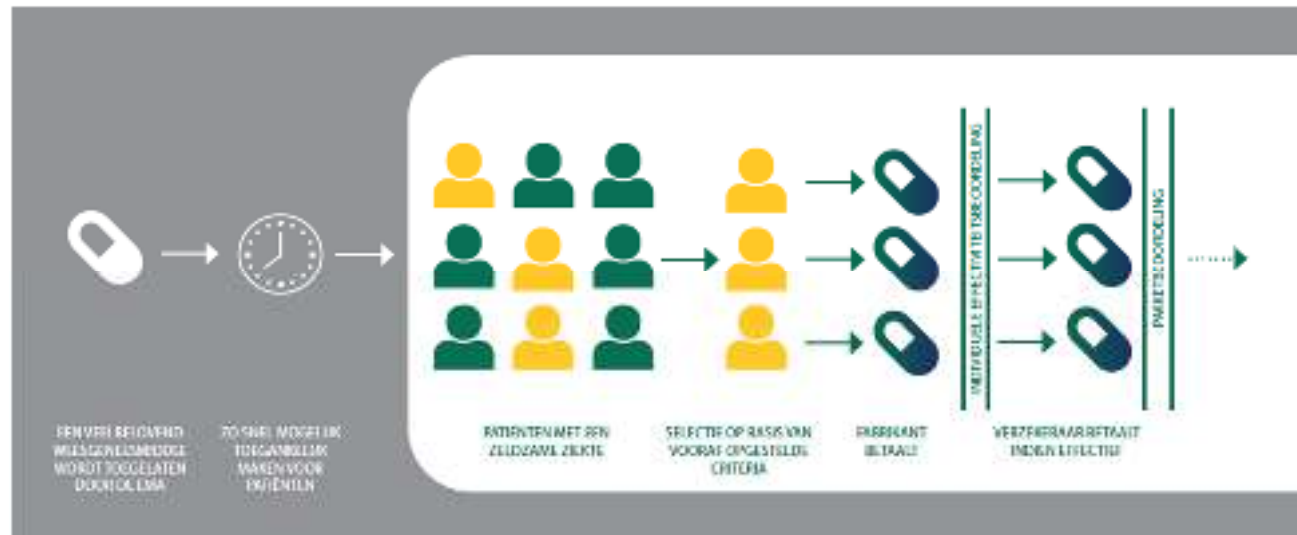 EEN VEELBELOVEND
WEESGENEESMIDDEL
WORDT TOEGELATEN
DOOR DE EMA
ZO SNEL MOGELIJK
TOEGANKELIJK
MAKEN VOOR
PATIËNTEN
PATIËNTEN MET EEN
ZELDZAME ZIEKTE
SELECTIE OP BASIS VAN
VOORAF OPGESTELDE
CRITERIA
FABRIKANT
BETAALT
INDIVIDUELE EFFECTIVITEITSBEOORDELING
VERZEKERAAR BETAALT
INDIEN EFFECTIEF
PAKKETBEOORDELING